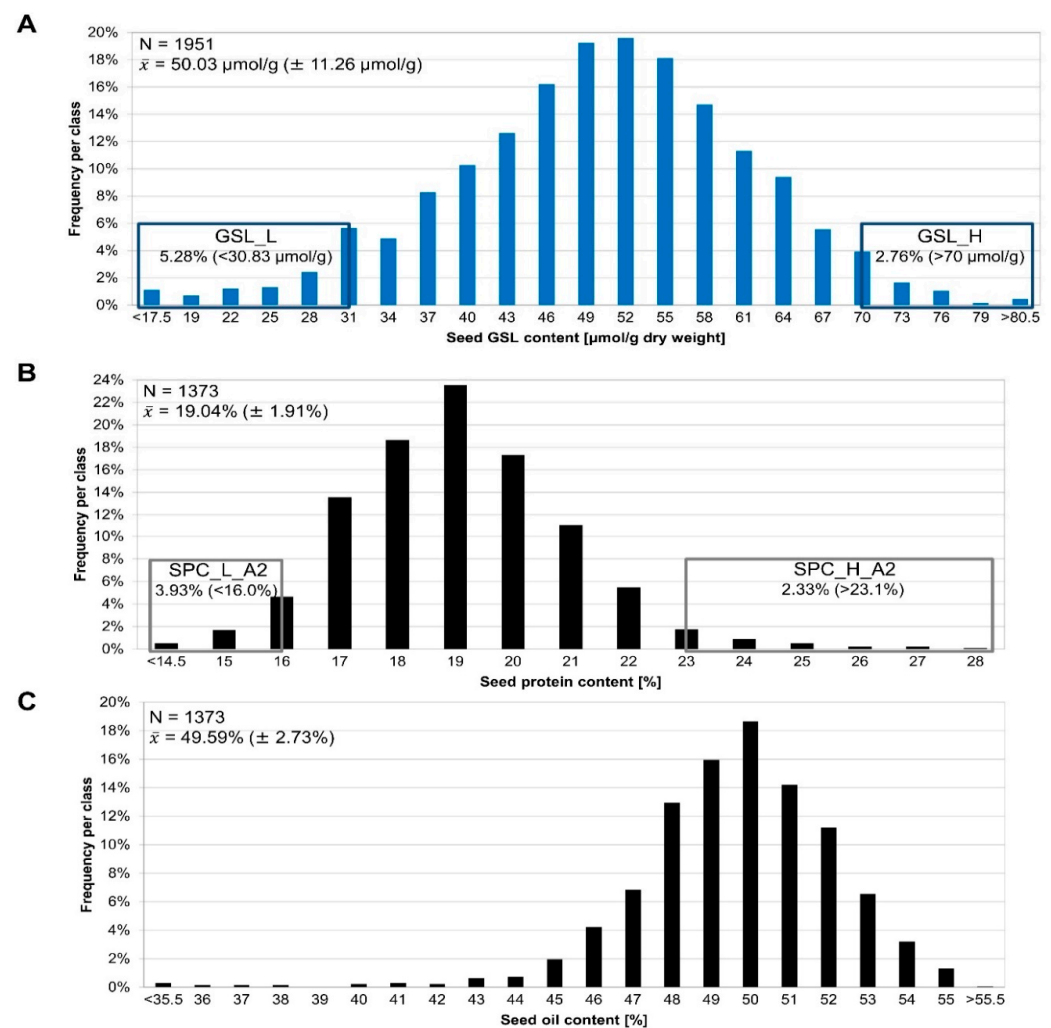 A
20%
18%
16%
14%
12%
10%
8%
6%
4%
2%
0%
Frequency per class
N = 1951
x̄ = 50.03 µmol/g (± 11.26 µmol/g)
GSL_L
5.28% (<30.83 µmol/g)
GSL_H
2.76% (>70 µmol/g)
<17.5 19 22 25 28 31 34 37 40 43 46 49 52 55 58 61 64 67 70 73 76 79 >80.5
Seed GSL content [µmol/g dry weight]
B
24%
22%
20%
18%
16%
14%
12%
10%
8%
6%
4%
2%
0%
Frequency per class
N = 1373
x̄ = 19.04% (± 1.91%)
SPC_L_A2
3.93% (<16.0%)
SPC_H_A2
2.33% (>23.1%)
<14.5 15 16 17 18 19 20 21 22 23 24 25 26 27 28
Seed protein content [%]
C
20%
18%
16%
14%
12%
10%
8%
6%
4%
2%
0%
Frequency per class
N = 1373
x̄ = 49.59% (± 2.73%)
<35.5 36 37 38 39 40 41 42 43 44 45 46 47 48 49 50 51 52 53 54 55 >55.5
Seed oil content [%]